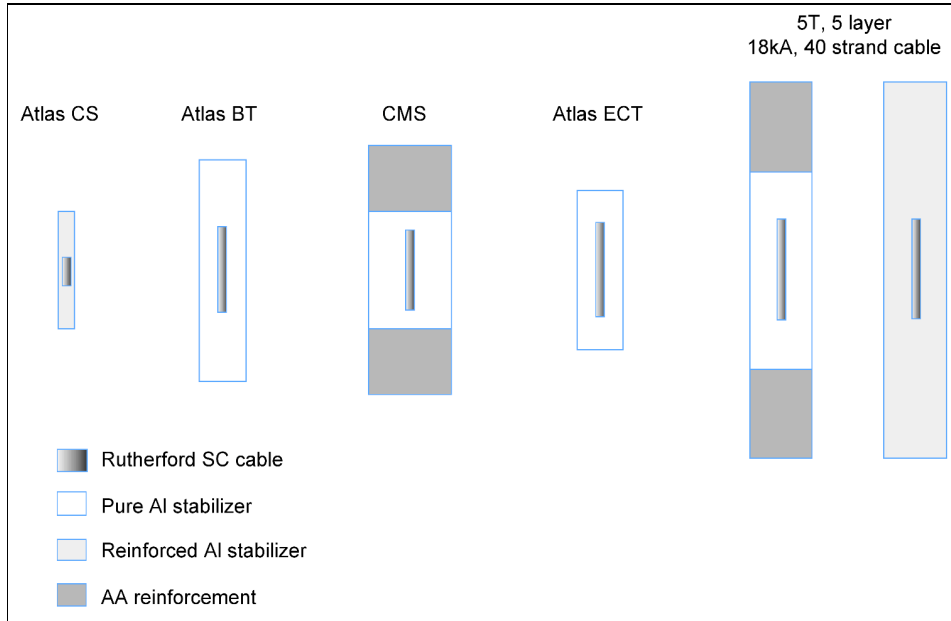 5T, 5 layer
18kA, 40 strand cable
Atlas CS
Atlas BT
CMS
Atlas ECT
Rutherford SC cable
Pure Al stabilizer
Reinforced Al stabilizer
AA reinforcement